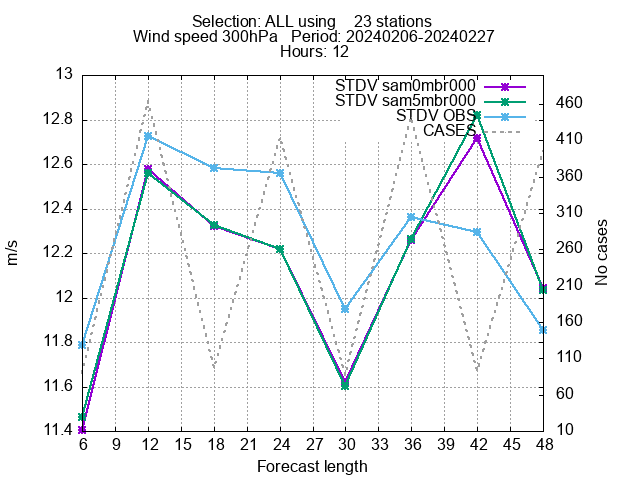 Selection: ALL using 23 stations
Wind speed 300hPa Period: 20240206-20240227
Hours: 12
STDV sam0mbr000
STDV sam5mbr000
STDV OBS
CASES
13
12.8
12.6
12.4
12.2
12
11.8
11.6
11.4
m/s
460
410
360
310
260
210
160
110
60
10
No cases
6 9 12 15 18 21 24 27 30 33 36 39 42 45 48
Forecast length